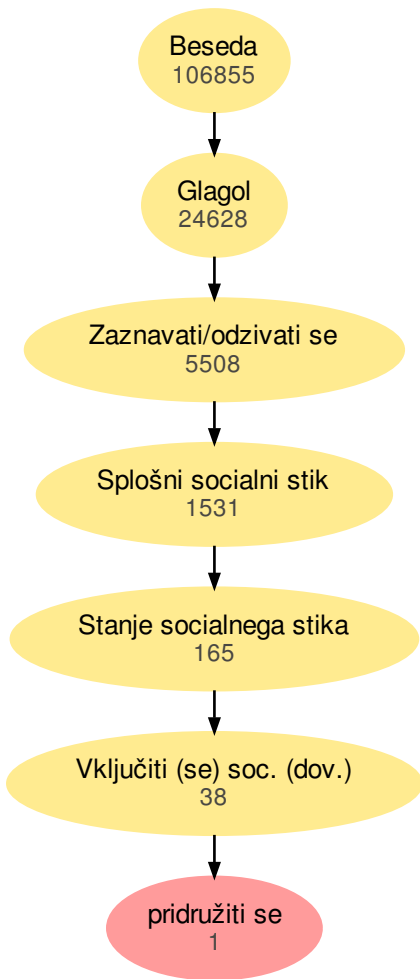 Beseda
106855
Glagol
24628
Zaznavati/odzivati se
5508
Splošni socialni stik
1531
Stanje socialnega stika
165
Vključiti (se) soc. (dov.)
38
pridružiti se
1